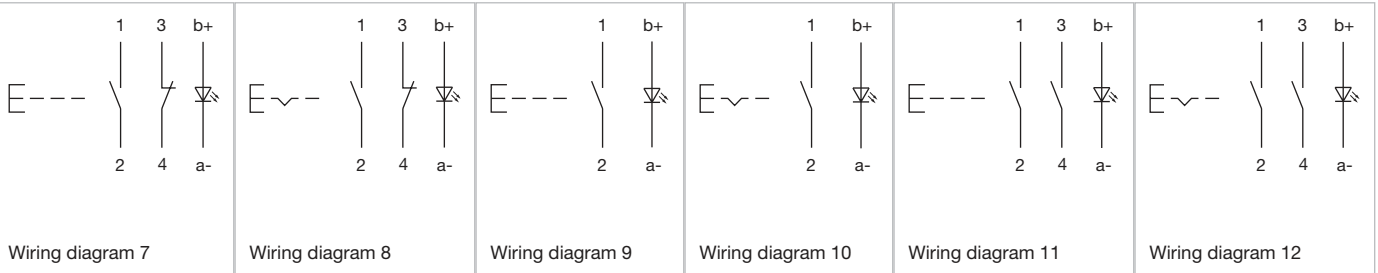 1 3 b+
2 4 a-
Wiring diagram 7
1 3 b+
2 4 a-
Wiring diagram 8
1 b+
2 a-
Wiring diagram 9
1 b+
2 a-
Wiring diagram 10
1 3 b+
2 4 a-
Wiring diagram 11
1 3 b+
2 4 a-
Wiring diagram 12